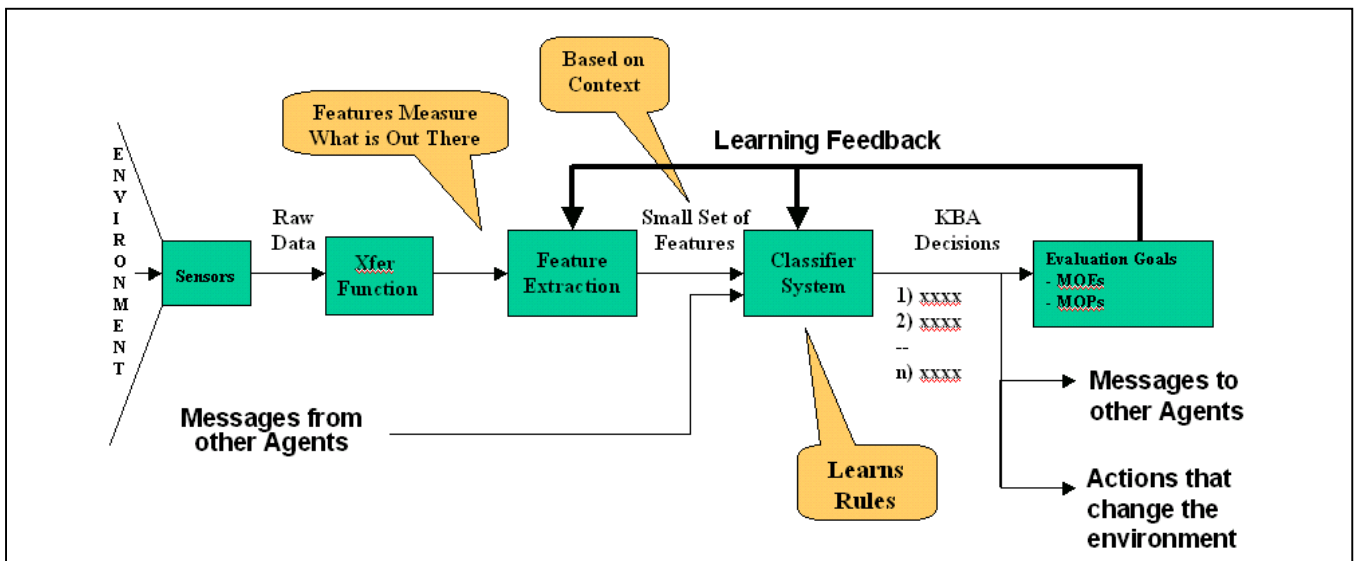 Based on
Context
Features Measure
What is Out There
Learning Feedback
ENVIRONMENT
Raw
Data
Small Set of
Features
KBA
Decisions
Sensors
Xfer
Function
Feature
Extraction
Classifier
System
Evaluation Goals
- MOEs
- MOPs
1) xxxx
2) xxxx
--
n) xxxx
Messages from
other Agents
Messages to
other Agents
Learns
Rules
Actions that
change the
environment